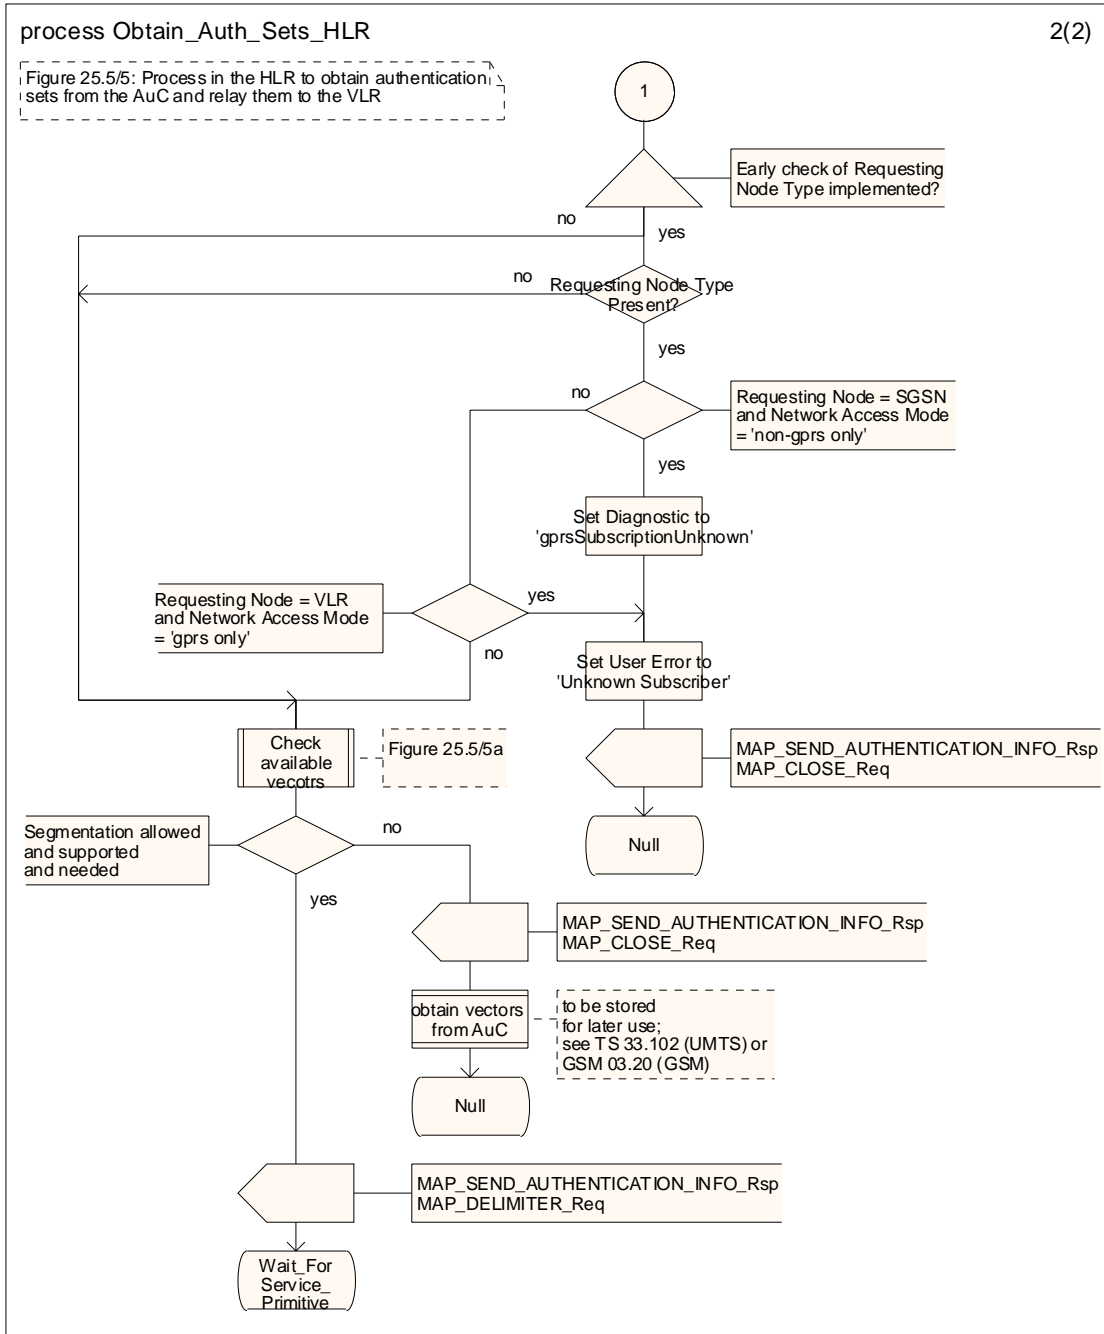 process Obtain_Auth_Sets_HLR
2(2)
Figure 25.5/5: Process in the HLR to obtain authentication
sets from the AuC and relay them to the VLR
1
Early check of Requesting
Node Type implemented?
no
yes
no
Requesting Node Type
Present?
yes
no
Requesting Node = SGSN
and Network Access Mode
= 'non-gprs only'
yes
Set Diagnostic to
'gprsSubscriptionUnknown'
Requesting Node = VLR
and Network Access Mode
= 'gprs only'
yes
no
Set User Error to
'Unknown Subscriber'
Check
available
vecotrs
Figure 25.5/5a
MAP_SEND_AUTHENTICATION_INFO_Rsp
MAP_CLOSE_Req
Null
Segmentation allowed
and supported
and needed
no
yes
MAP_SEND_AUTHENTICATION_INFO_Rsp
MAP_CLOSE_Req
obtain vectors
from AuC
to be stored
for later use;
see TS 33.102 (UMTS) or
GSM 03.20 (GSM)
Null
MAP_SEND_AUTHENTICATION_INFO_Rsp
MAP_DELIMITER_Req
Wait_For
Service_
Primitive